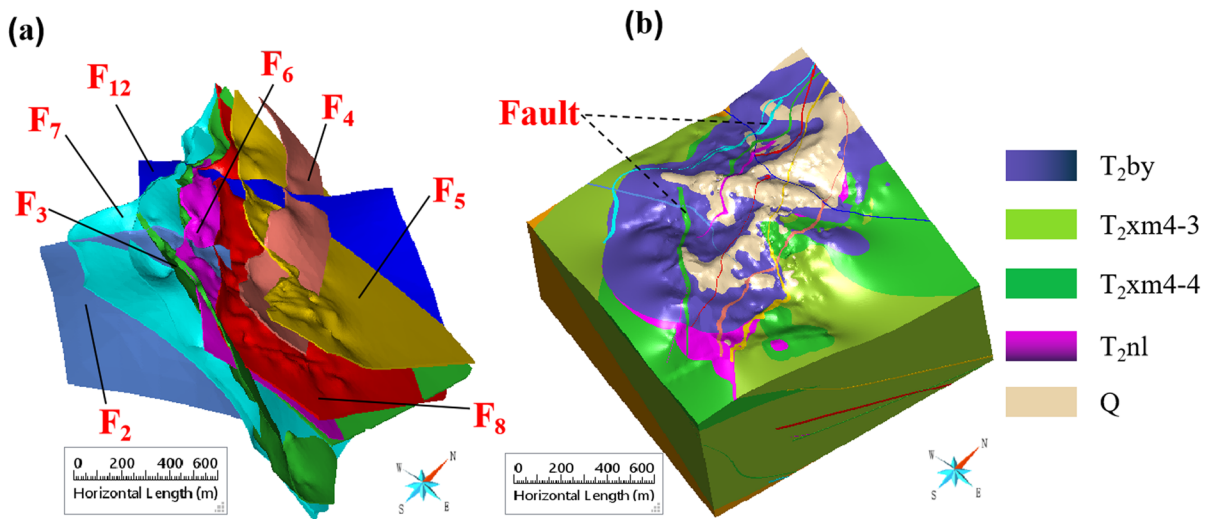 (a)
F6
F12
F4
F7
F3
F5
F2
F8
0 200 400 600
Horizontal Length (m)
N
W
S
E
(b)
Fault
0 200 400 600
Horizontal Length (m)
N
W
S
E
T2by
T2xm4-3
T2xm4-4
T2nl
Q